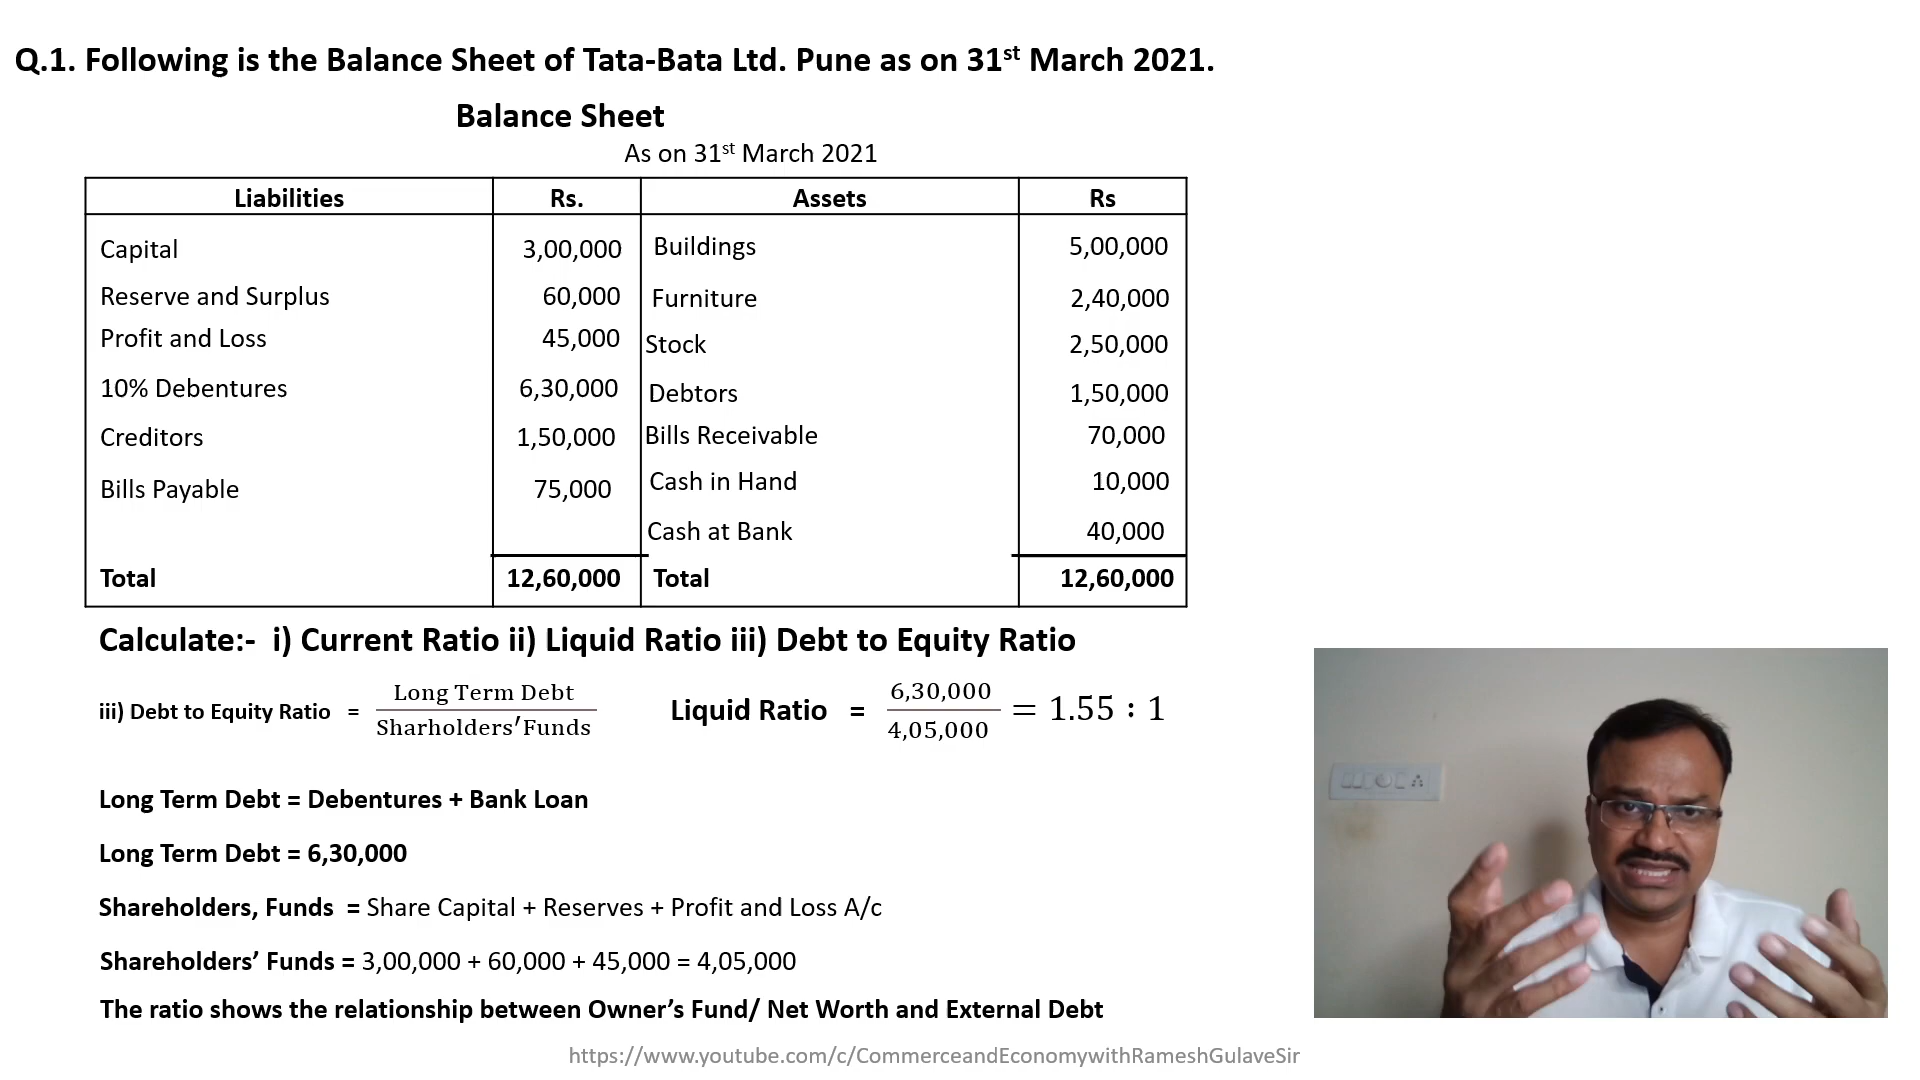 Q.1. Following is the Balance Sheet of Tata-Bata Ltd. Pune as on 31st March 2021.
Balance Sheet
As on 31st March 2021
Liabilities Rs. Assets Rs
Capital 3,00,000 Buildings 5,00,000
Reserve and Surplus 60,000 Furniture 2,40,000
Profit and Loss 45,000 Stock 2,50,000
10% Debentures 6,30,000 Debtors 1,50,000
Creditors 1,50,000 Bills Receivable 70,000
Bills Payable 75,000 Cash in Hand 10,000
Cash at Bank 40,000
Total 12,60,000 Total 12,60,000
Calculate:- i) Current Ratio ii) Liquid Ratio iii) Debt to Equity Ratio
iii) Debt to Equity Ratio = Long Term Debt / Sharholders′Funds Liquid Ratio = 6,30,000 / 4,05,000 = 1.55 : 1
Long Term Debt = Debentures + Bank Loan
Long Term Debt = 6,30,000
Shareholders, Funds = Share Capital + Reserves + Profit and Loss A/c
Shareholders’ Funds = 3,00,000 + 60,000 + 45,000 = 4,05,000
The ratio shows the relationship between Owner’s Fund/ Net Worth and External Debt
https://www.youtube.com/c/CommerceandEconomywithRameshGulaveSir